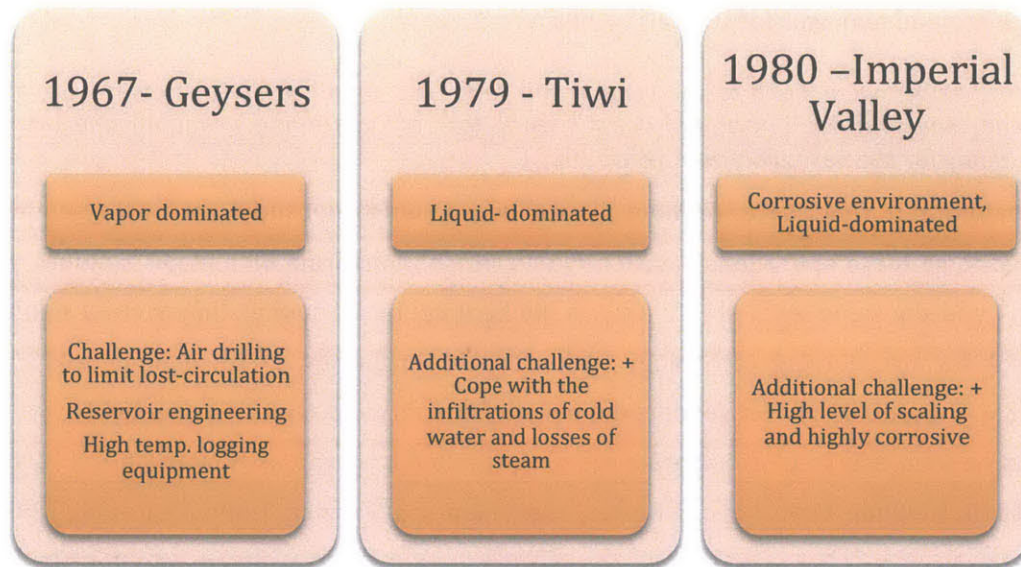 1967- Geysers
Vapor dominated
Challenge: Air drilling
to limit lost-circulation
Reservoir engineering
High temp. logging
equipment
1979 - Tiwi
Liquid- dominated
Additional challenge: +
Cope with the
infiltrations of cold
water and losses of
steam
1980 –Imperial
Valley
Corrosive environment,
Liquid-dominated
Additional challenge: +
High level of scaling
and highly corrosive